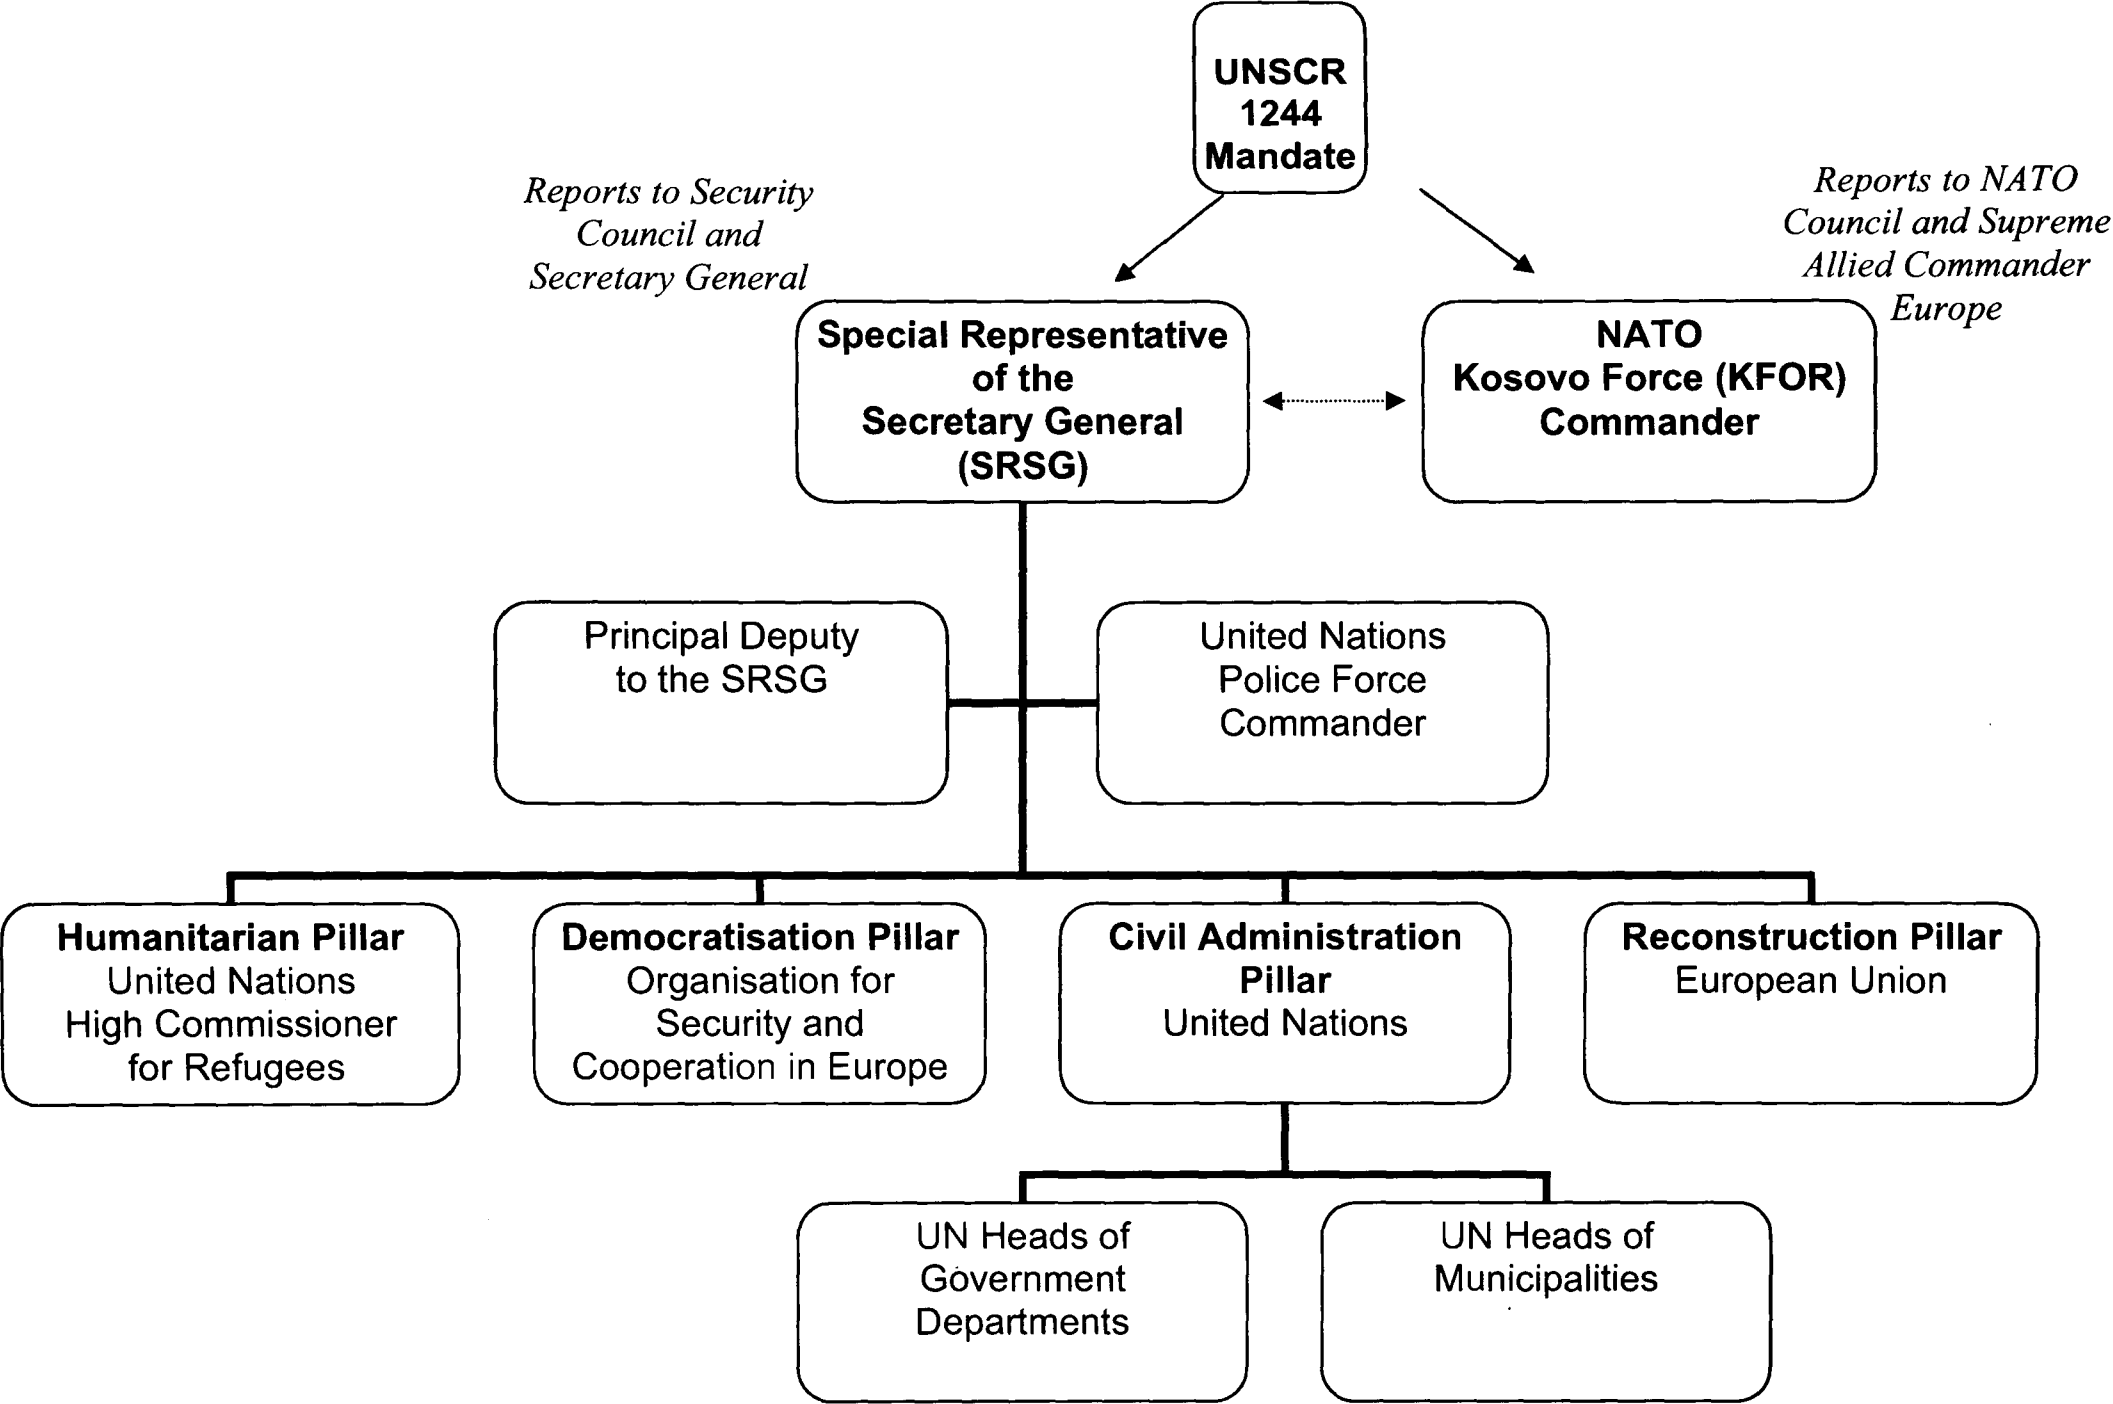 UNSCR
1244
Mandate
Reports to Security
Council and
Secretary General
Reports to NATO
Council and Supreme
Allied Commander
Europe
Special Representative
of the
Secretary General
(SRSG)
NATO
Kosovo Force (KFOR)
Commander
Principal Deputy
to the SRSG
United Nations
Police Force
Commander
Humanitarian Pillar
United Nations
High Commissioner
for Refugees
Democratisation Pillar
Organisation for
Security and
Cooperation in Europe
Civil Administration
Pillar
United Nations
Reconstruction Pillar
European Union
UN Heads of
Government
Departments
UN Heads of
Municipalities